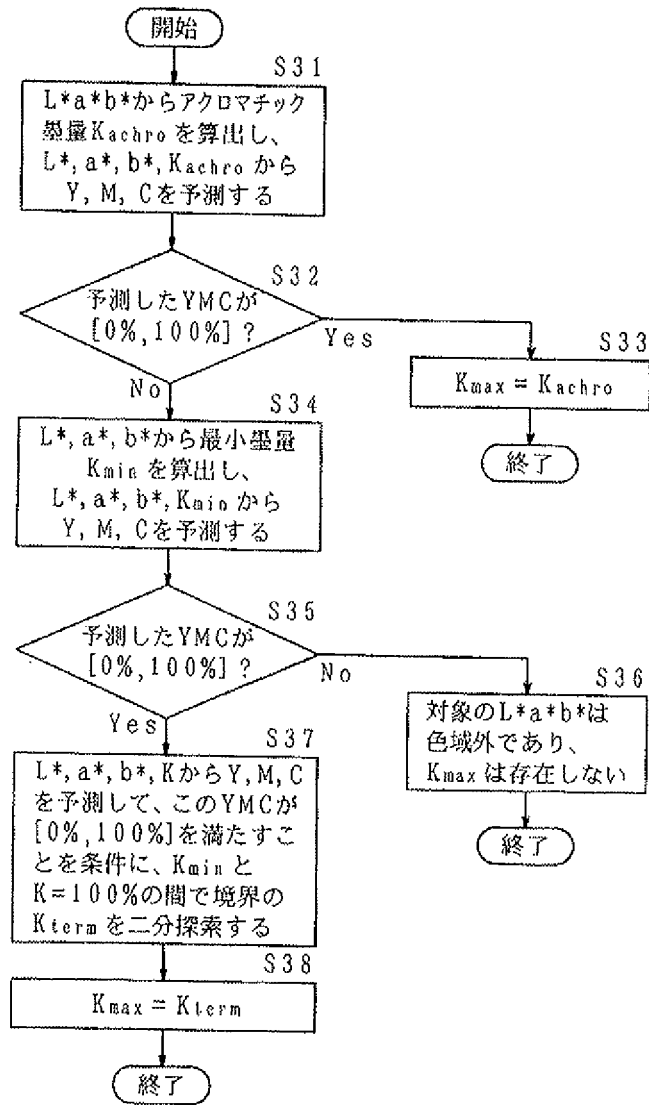 開始
S31
L*a*b*からアクロマチック
墨量Kachroを算出し、
L*, a*, b*, Kachroから
Y, M, Cを予測する
S32
予測したYMCが
[0%,100%]?
Yes
No
S33
Kmax = Kachro
終了
S34
L*, a*, b*から最小墨量
Kminを算出し、
L*, a*, b*, Kminから
Y, M, Cを予測する
S35
予測したYMCが
[0%,100%]?
No
Yes
S36
対象のL*a*b*は
色域外であり、
Kmaxは存在しない
終了
S37
L*, a*, b*, KからY, M, C
を予測して、このYMCが
[0%,100%]を満たすこ
とを条件に、Kminと
K=100%の間で境界の
Ktermを二分探索する
S38
Kmax = Kterm
終了